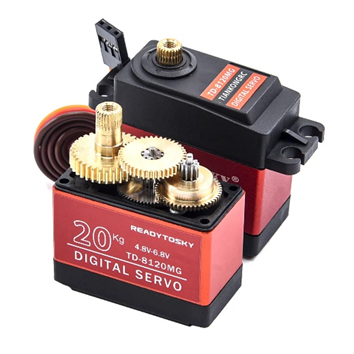 TD-8120MG
TIANKONGRC
DIGITAL SERVO
READYTOSKY
20Kg
4.8V-6.8V
TD-8120MG
DIGITAL SERVO